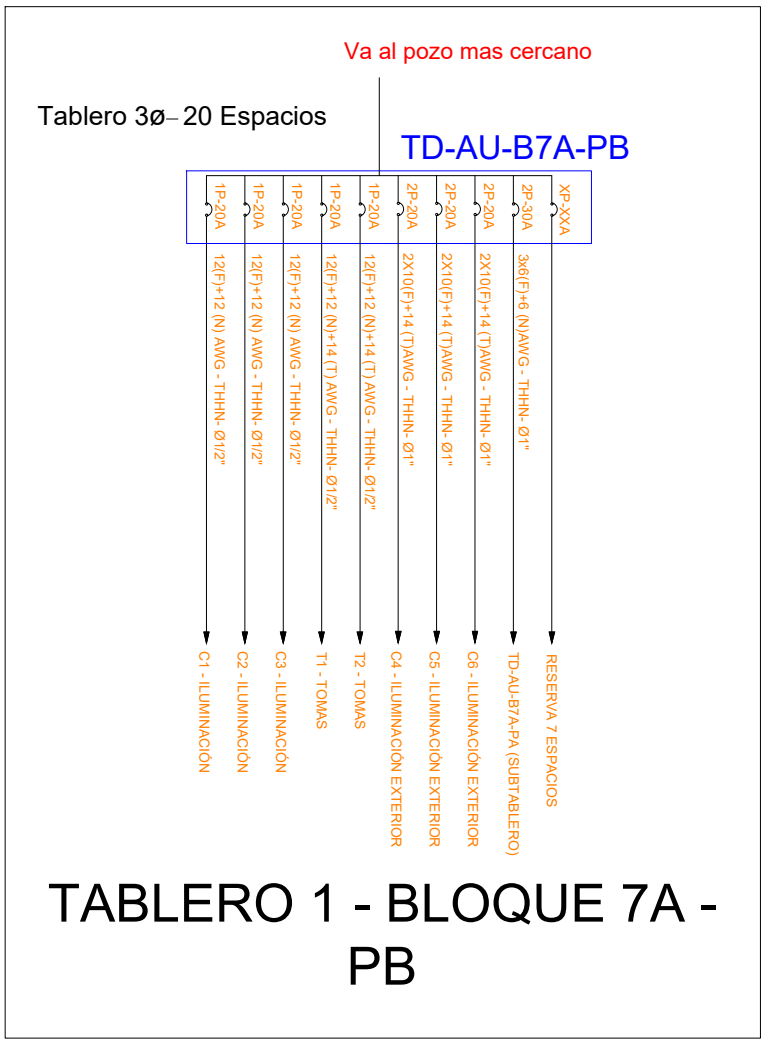 Va al pozo mas cercano
Tablero 3ø– 20 Espacios
TD-AU-B7A-PB
1P-20A
1P-20A
1P-20A
1P-20A
1P-20A
2P-20A
2P-20A
2P-20A
2P-30A
XP-XXA
12(F)+12 (N) AWG - THHN- Ø1/2"
12(F)+12 (N) AWG - THHN- Ø1/2"
12(F)+12 (N) AWG - THHN- Ø1/2"
12(F)+12 (N)+14 (T) AWG - THHN- Ø1/2"
12(F)+12 (N)+14 (T) AWG - THHN- Ø1/2"
2X10(F)+14 (T)AWG - THHN- Ø1"
2X10(F)+14 (T)AWG - THHN- Ø1"
2X10(F)+14 (T)AWG - THHN- Ø1"
3x6(F)+6 (N)AWG - THHN- Ø1"
C1 - ILUMINACIÓN
C2 - ILUMINACIÓN
C3 - ILUMINACIÓN
T1 - TOMAS
T2 - TOMAS
C4 - ILUMINACIÓN EXTERIOR
C5 - ILUMINACIÓN EXTERIOR
C6 - ILUMINACIÓN EXTERIOR
TD-AU-B7A-PA (SUBTABLERO)
RESERVA 7 ESPACIOS
TABLERO 1 - BLOQUE 7A -
PB